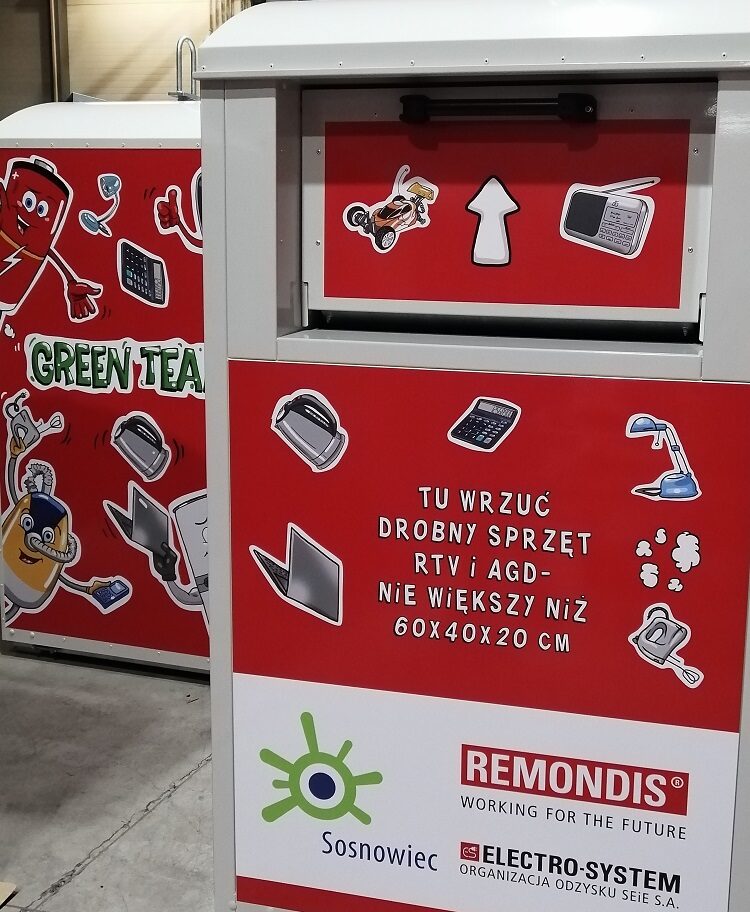 GREEN TEA
TU WRZUĆ
DROBNY SPRZĘT
RTV i AGD-
NiE WiĘKSZY NiŻ
60X40X20 CM
Sosnowiec
REMONDIS®
WORKING FOR THE FUTURE
ELECTRO-SYSTEM
ORGANIZACJA ODZYSKU SEiE S.A.